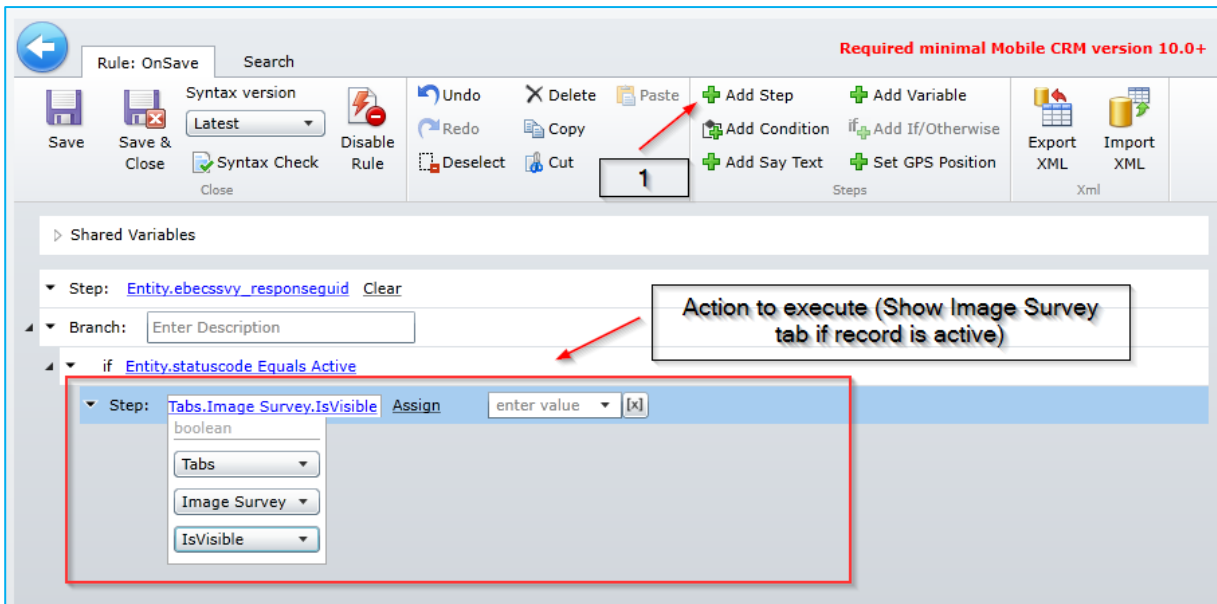 Required minimal Mobile CRM version 10.0+
Rule: OnSave Search
Save
Save & Close
Syntax version
Latest
Syntax Check
Disable Rule
Close
Undo Delete Paste
Redo Copy
Deselect Cut
1
Add Step Add Variable
Add Condition if Add If/Otherwise
Add Say Text Set GPS Position
Steps
Export XML
Import XML
Xml
Shared Variables
Step: Entity.ebecssvy_responseguid Clear
Branch: Enter Description
Action to execute (Show Image Survey
tab if record is active)
if Entity.statuscode Equals Active
Step: Tabs.Image Survey.IsVisible Assign enter value [x]
boolean
Tabs
Image Survey
IsVisible